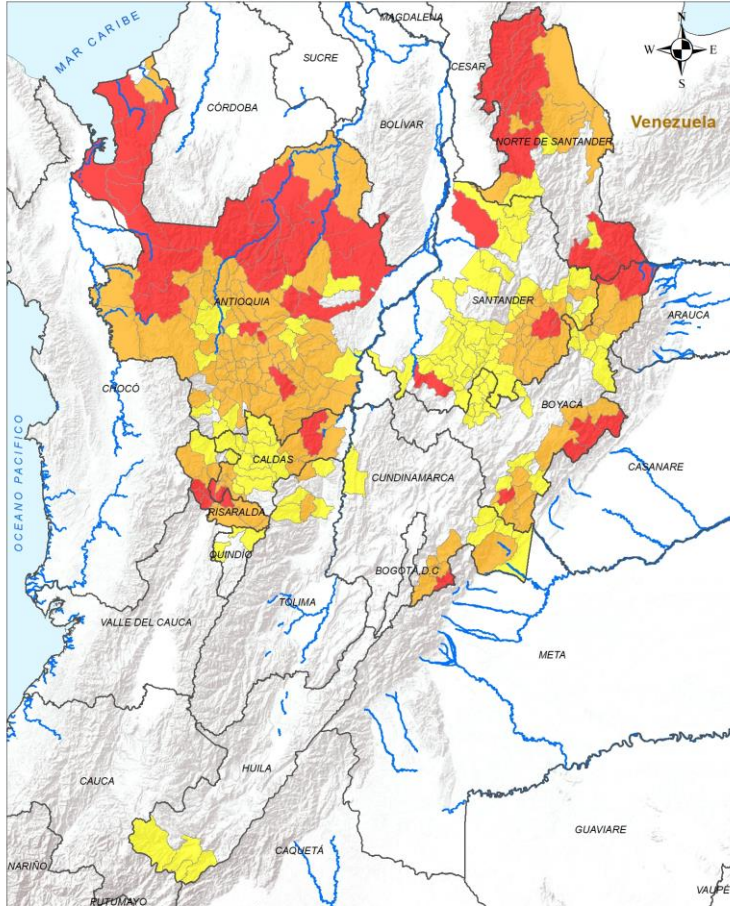 MAGDALENA
N
MAR CARIBE
SUCRE
W E
CESAR
S
CÓRDOBA
BOLÍVAR
Venezuela
NORTE DE SANTANDER
ANTIOQUIA
SANTANDER
ARAUCA
CHOCÓ
BOYACÁ
CALDAS
CASANARE
CUNDINAMARCA
OCEANO PACIFICO
RISARALDA
QUINDÍO
BOGOTÁ,D.C
TOLIMA
VALLE DEL CAUCA
META
HUILA
CAUCA
GUAVIARE
CAQUETÁ
NARIÑO
VAUPÉ
PUTUMAYO